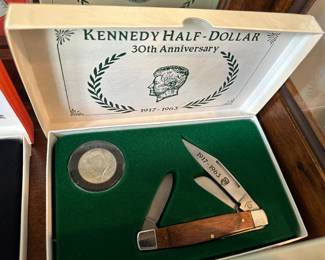 KENNEDY HALF-DOLLAR
30th Anniversary
1917-1963
1917-1963